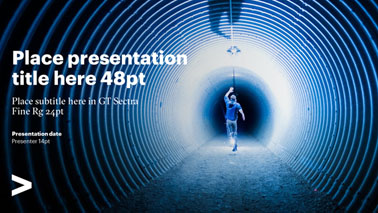 Place presentation
title here 48pt
Place subtitle here in GT Sectra
Fine Rg 24pt
Presentation date
Presenter 14pt